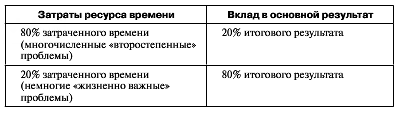 Затраты ресурса времени
Вклад в основной результат
80% затраченного времени
(многочисленные «второстепенные»
проблемы)
20% итогового результата
20% затраченного времени
(немногие «жизненно важные»
проблемы)
80% итогового результата